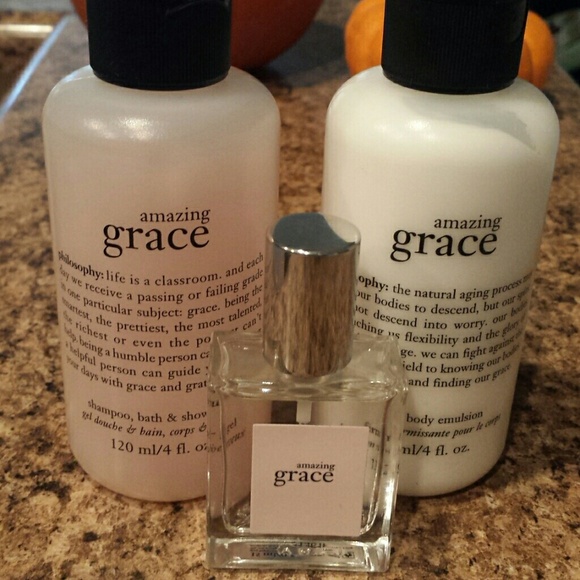 amazing
grace
philosophy: life is a classroom. and each
day we receive a passing or failing grade
in one particular subject: grace. being the
smartest, the prettiest, the most talented,
the richest or even the can't
help, being a humble person
a helpful person can guide
your days with grace and
shampoo, bath &
gel douche & bain, corps &
120 ml/4 fl. oz.
amazing
grace
the natural aging process
our bodies to descend, but our
not descend into worry. our
us flexibility and the
we can fight against
to knowing our
and finding our grace.
body emulsion
pour le corps
ml/4 fl. oz.
gel
amazing
grace